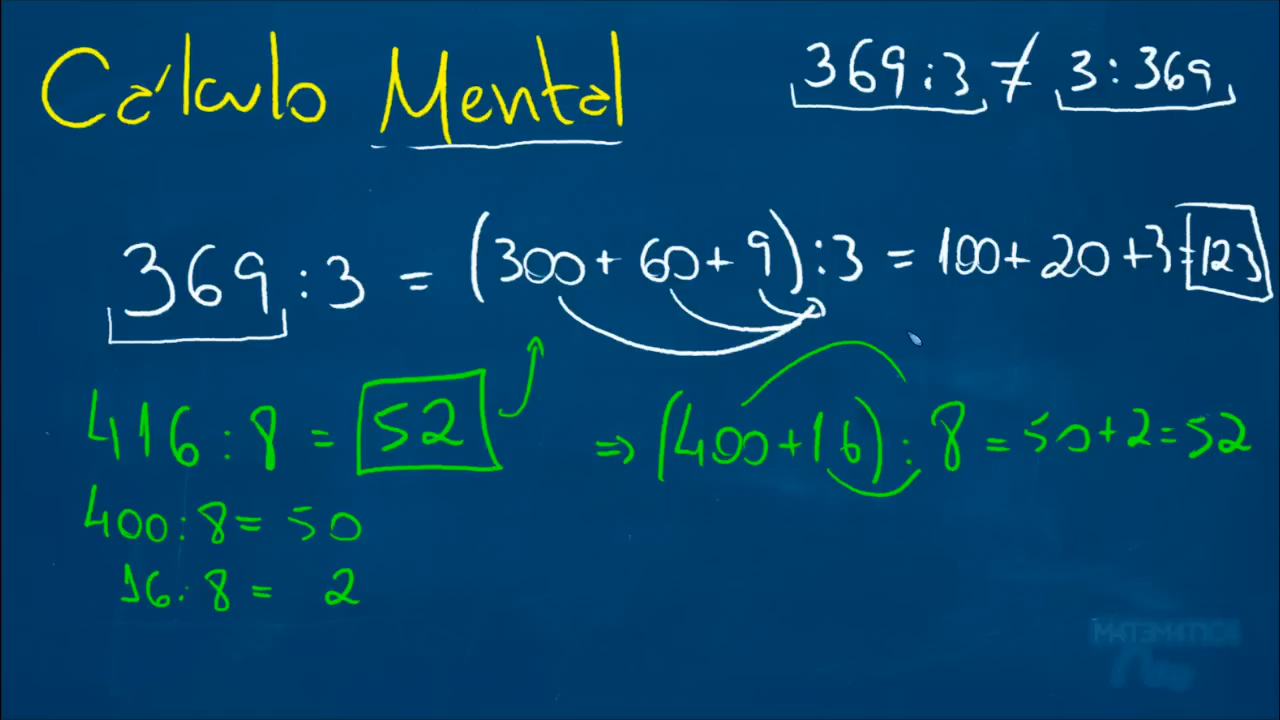 Cálculo Mental
369:3 ≠ 3:369
369:3 = (300+60+9):3 = 100+20+3=123
416:8 = 52
⇒(400+16):8=50+2=52
400:8= 50
16:8= 2
MATEMÁTICA